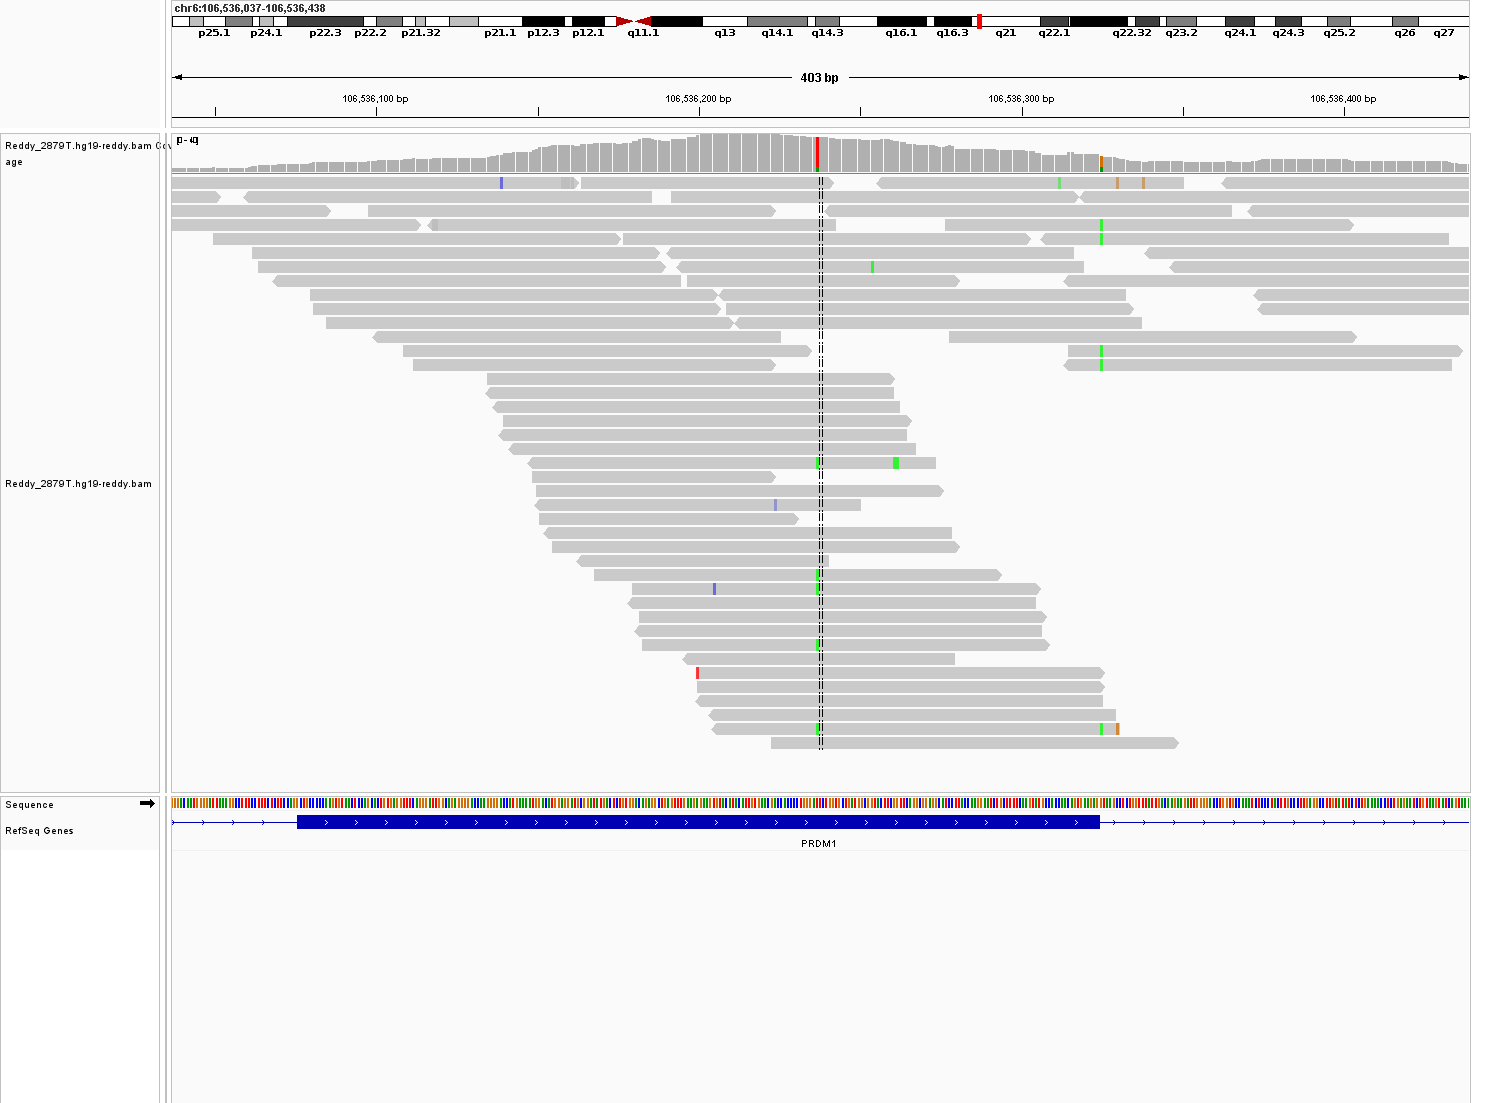 chr6:106,536,037-106,536,438
p25.1 p24.1 p22.3 p22.2 p21.32 p21.1 p12.3 p12.1 q11.1 q13 q14.1 q14.3 q16.1 q16.3 q21 q22.1 q22.32 q23.2 q24.1 q24.3 q25.2 q26 q27
403 bp
106,536,100 bp 106,536,200 bp 106,536,300 bp 106,536,400 bp
Reddy_2879T.hg19-reddy.bam Cov
age
Reddy_2879T.hg19-reddy.bam
Sequence
RefSeq Genes
PRDM1